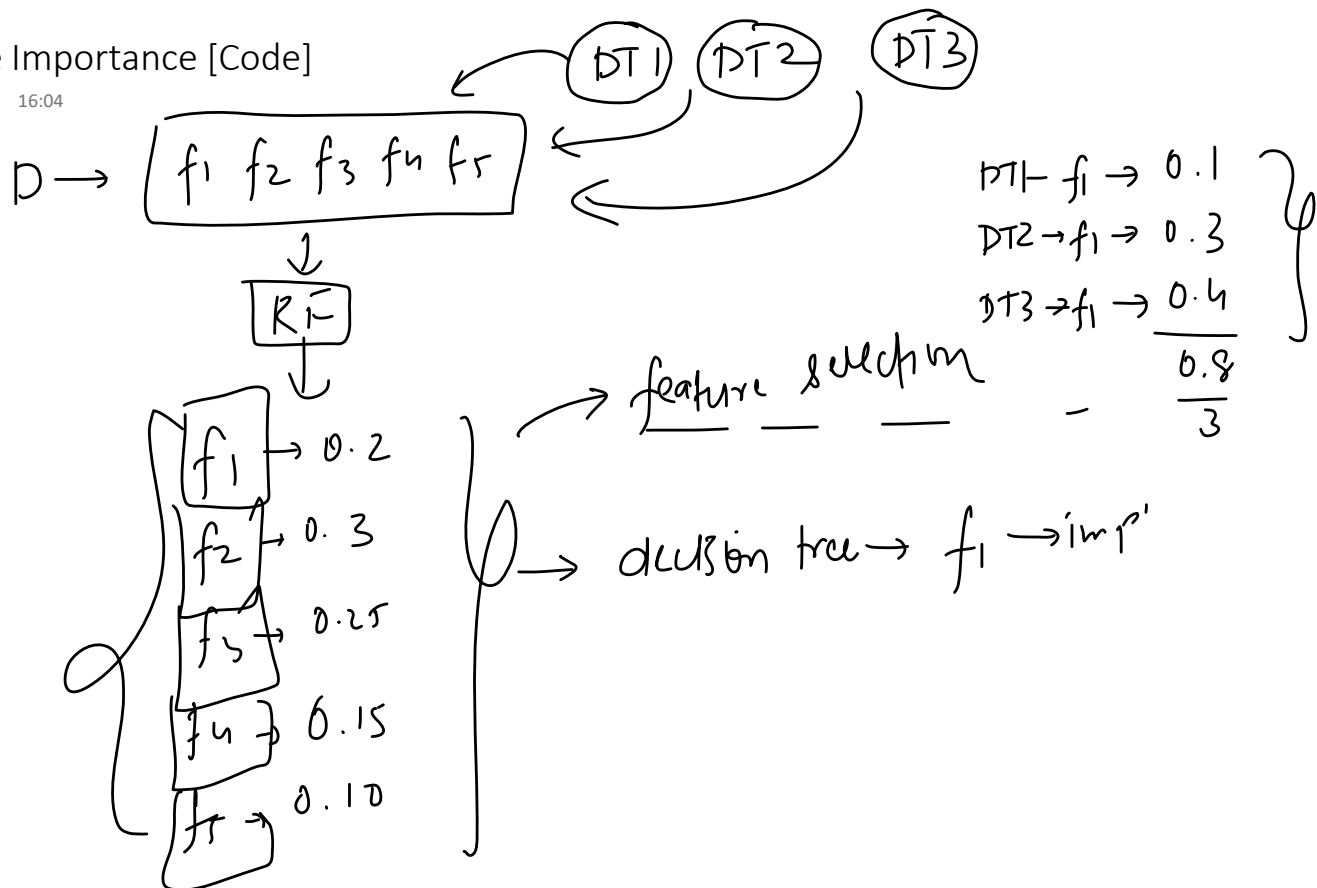 e Importance [Code]
16:04
DT1 DT2 DT3
D → f1 f2 f3 f4 f5
RF
DT1- f1 → 0.1
DT2 → f1 → 0.3
DT3 → f1 → 0.4
0.8
3
f1 → 0.2
f2 → 0.3
f3 → 0.25
f4 → 0.15
f5 → 0.10
→ feature selection
→ decision tree → f1 → imp'